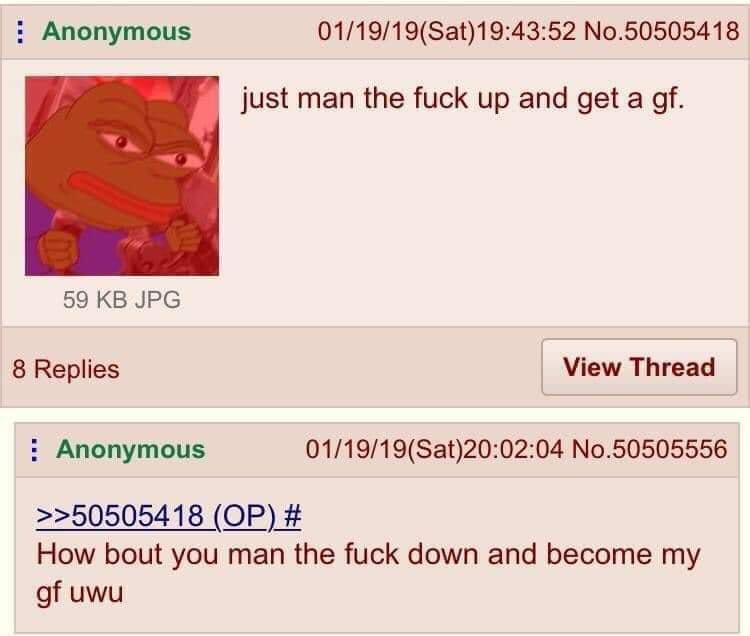 Anonymous 01/19/19(Sat)19:43:52 No.50505418
just man the fuck up and get a gf.
59 KB JPG
8 Replies View Thread
Anonymous 01/19/19(Sat)20:02:04 No.50505556
>>50505418 (OP) #
How bout you man the fuck down and become my
gf uwu